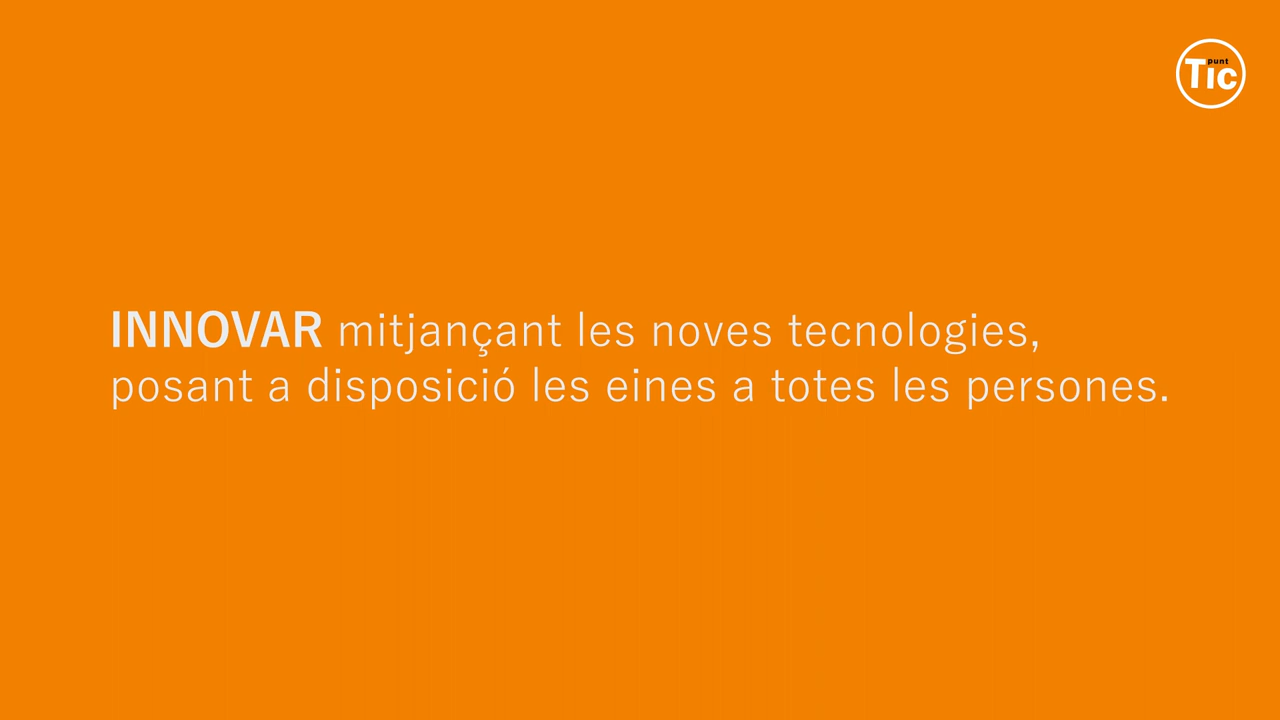 punt
Tic
INNOVAR mitjançant les noves tecnologies,
posant a disposició les eines a totes les persones.